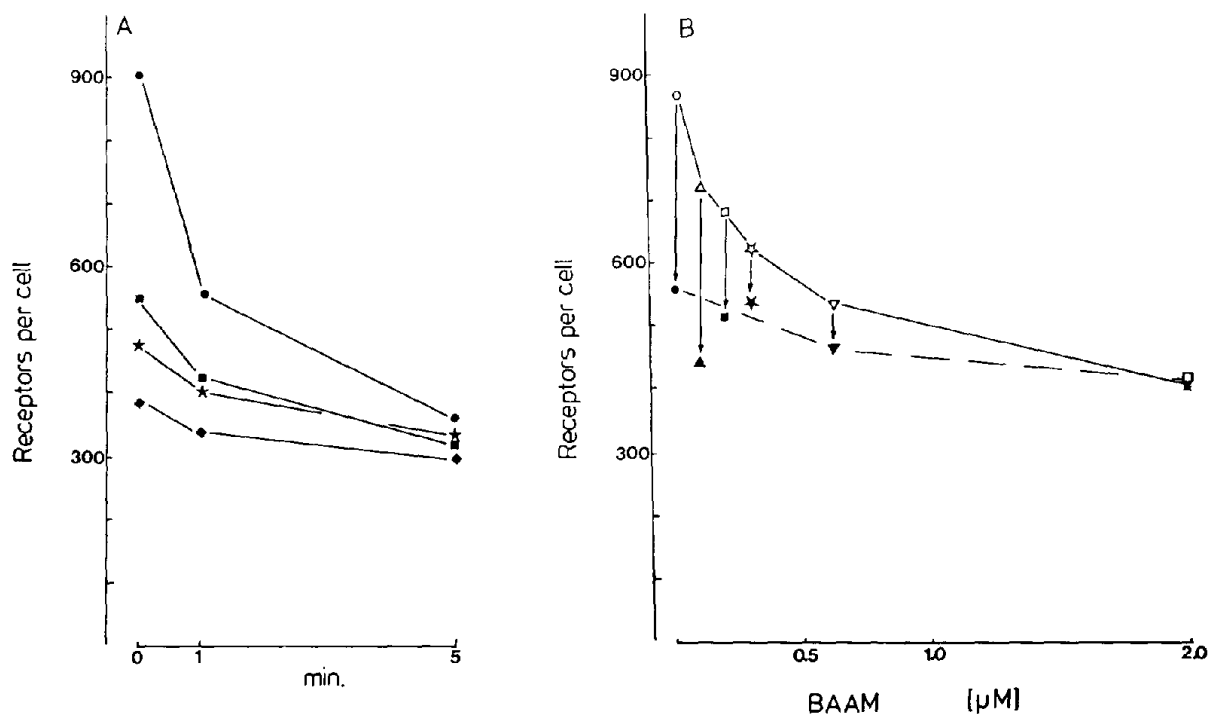 A
900
600
300
Receptors per cell
0 1 5
min.
B
900
600
300
Receptors per cell
0.5 1.0 2.0
BAAM [µM]